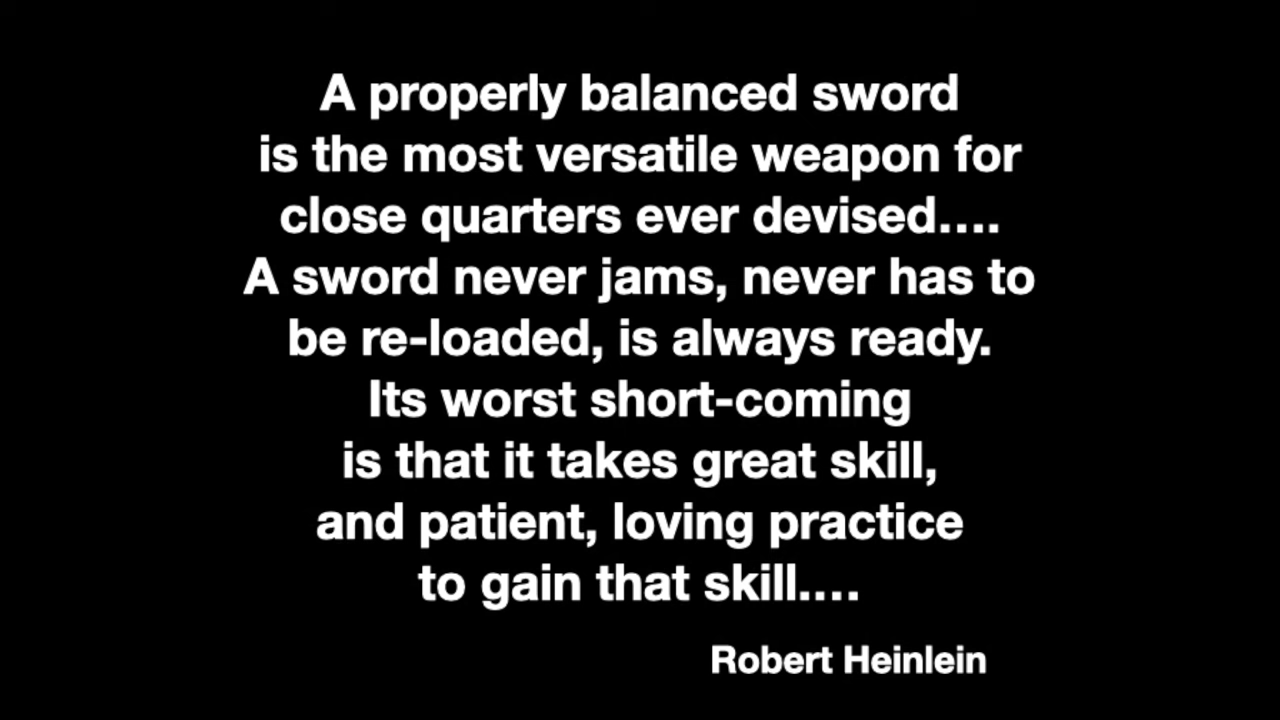 A properly balanced sword
is the most versatile weapon for
close quarters ever devised....
A sword never jams, never has to
be re-loaded, is always ready.
Its worst short-coming
is that it takes great skill,
and patient, loving practice
to gain that skill....
Robert Heinlein